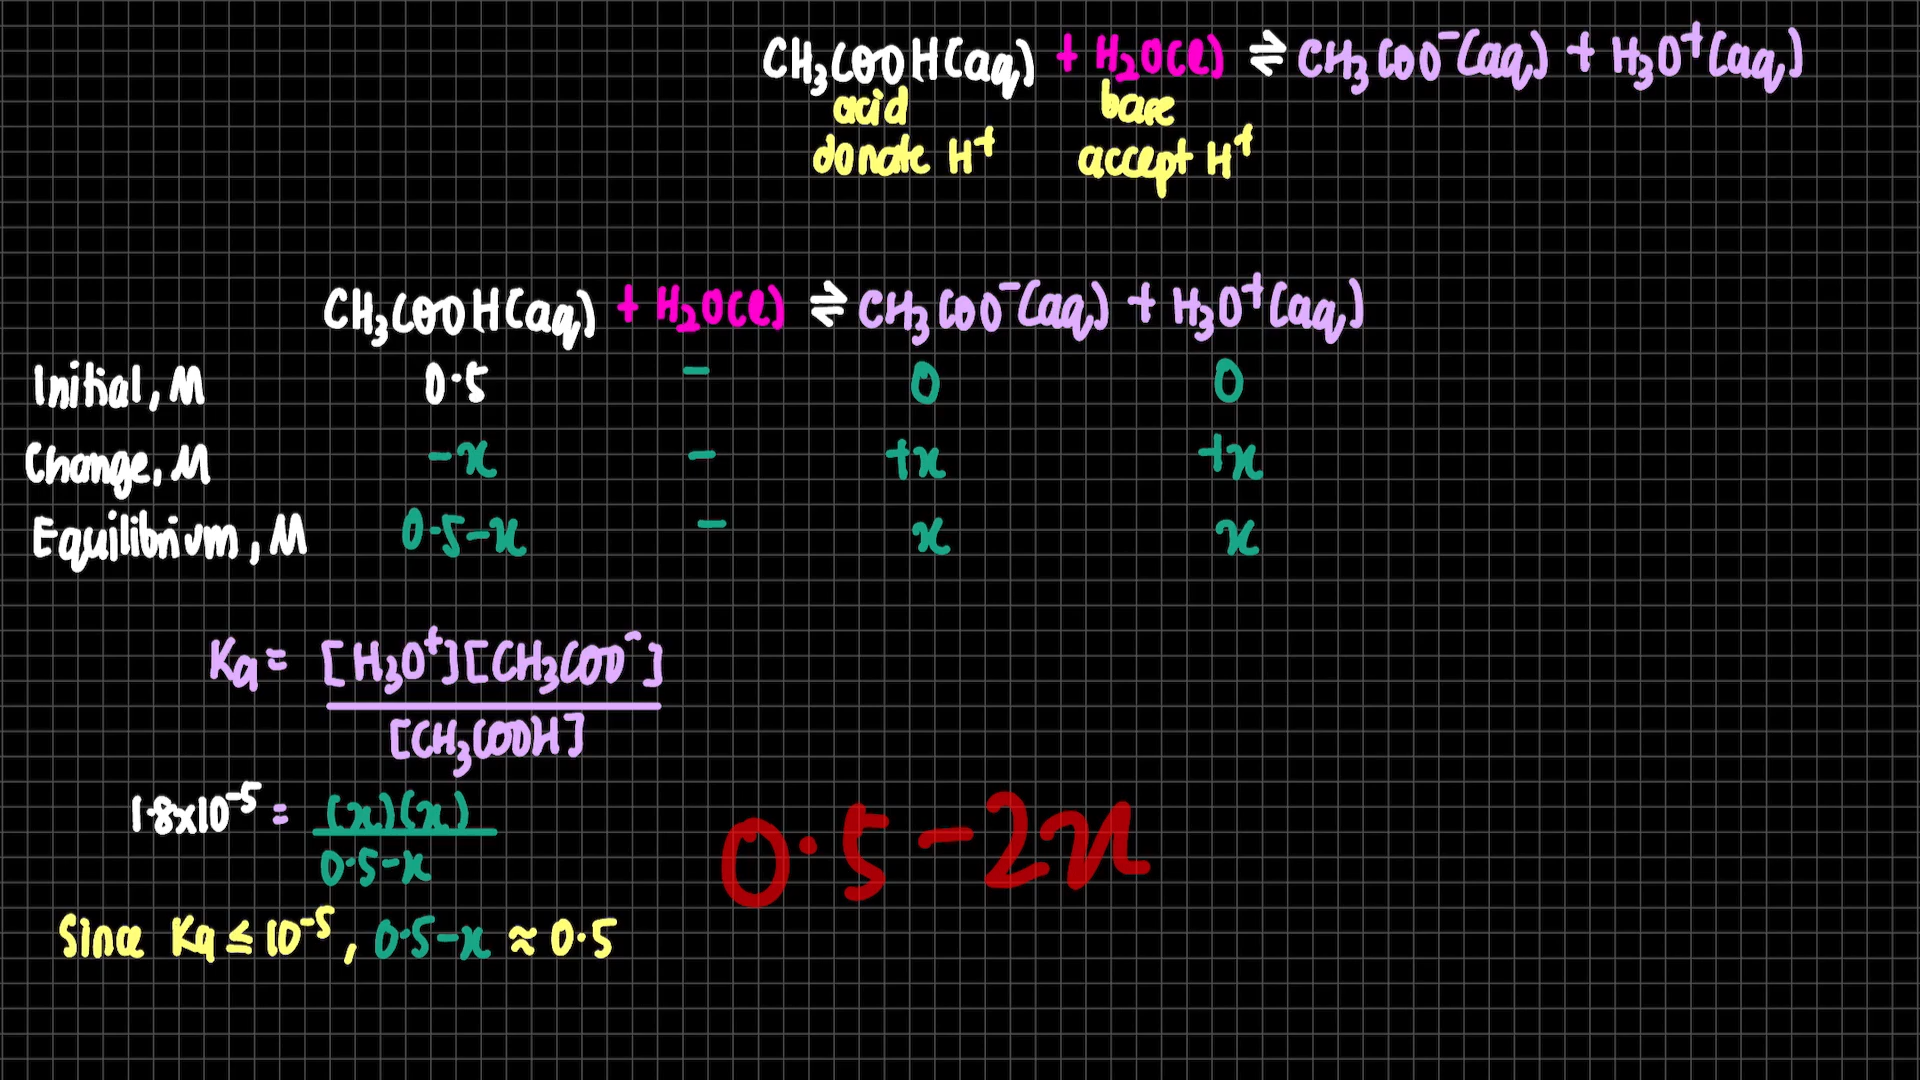 CH₃COOH(aq) + H₂O(l) ⇌ CH₃COO⁻(aq) + H₃O⁺(aq)
acid base
donate H⁺ accept H⁺
CH₃COOH(aq) + H₂O(l) ⇌ CH₃COO⁻(aq) + H₃O⁺(aq)
Initial, M 0.5 - 0 0
Change, M -x - +x +x
Equilibrium, M 0.5-x - x x
Ka = [H₃O⁺][CH₃COO⁻]
[CH₃COOH]
1.8x10⁻⁵ = (x)(x)
0.5-x
0.5-2x
Since Ka ≤ 10⁻⁵, 0.5-x ≈ 0.5